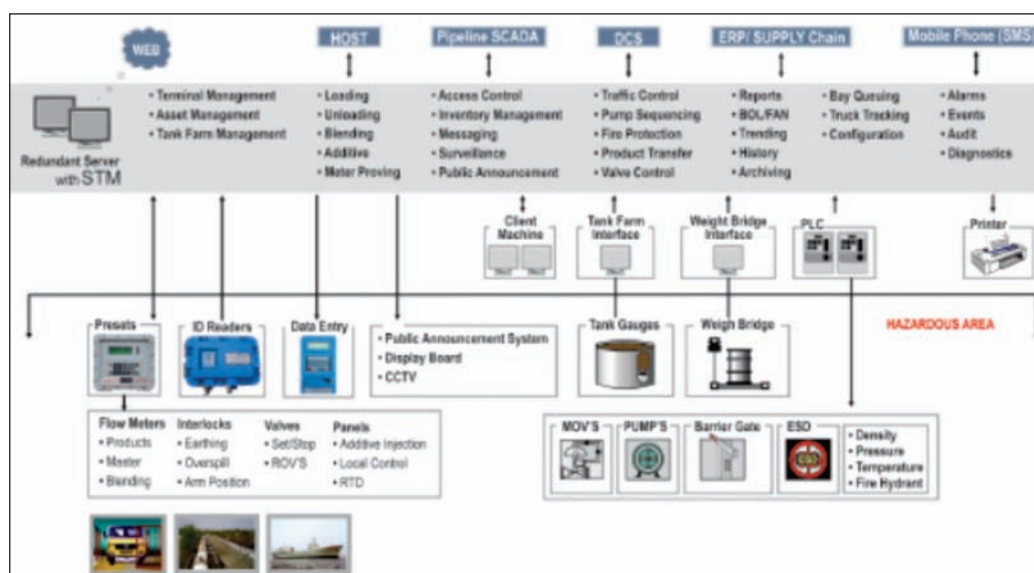 WEB
HOST
Pipeline SCADA
DCS
ERP/ SUPPLY Chain
Mobile Phone (SMS)
Redundant Server
with STM
• Terminal Management
• Asset Management
• Tank Farm Management
• Loading
• Unloading
• Blending
• Additive
• Meter Proving
• Access Control
• Inventory Management
• Messaging
• Surveillance
• Public Announcement
• Traffic Control
• Pump Sequencing
• Fire Protection
• Product Transfer
• Valve Control
• Reports
• BOL/FAN
• Trending
• History
• Archiving
• Bay Queuing
• Truck Tracking
• Configuration
• Alarms
• Events
• Audit
• Diagnostics
Client
Machine
Tank Farm
Interface
Weight Bridge
Interface
PLC
Printer
Presets
ID Readers
Data Entry
• Public Announcement System
• Display Board
• CCTV
Tank Gauges
Weigh Bridge
HAZARDOUS AREA
Flow Meters
• Products
• Master
• Blending
Interlocks
• Earthing
• Overspill
• Arm Position
Valves
• Set/Stop
• ROV'S
Panels
• Additive Injection
• Local Control
• RTD
MOV'S
PUMP'S
Barrier Gate
ESD
ESD
• Density
• Pressure
• Temperature
• Fire Hydrant